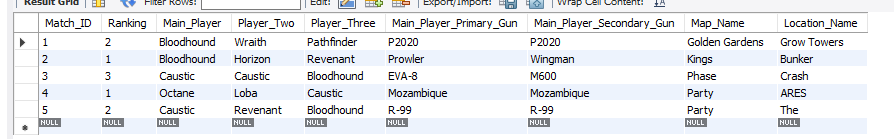 Result Grid Filter Rows: Edit: Export/Import: Wrap Cell Content:
Match_ID Ranking Main_Player Player_Two Player_Three Main_Player_Primary_Gun Main_Player_Secondary_Gun Map_Name Location_Name
1 2 Bloodhound Wraith Pathfinder P2020 P2020 Golden Gardens Grow Towers
2 1 Bloodhound Horizon Revenant Prowler Wingman Kings Bunker
3 3 Caustic Caustic Bloodhound EVA-8 M600 Phase Crash
4 1 Octane Loba Caustic Mozambique Mozambique Party ARES
5 2 Caustic Revenant Bloodhound R-99 R-99 Party The
NULL NULL NULL NULL NULL NULL NULL NULL NULL